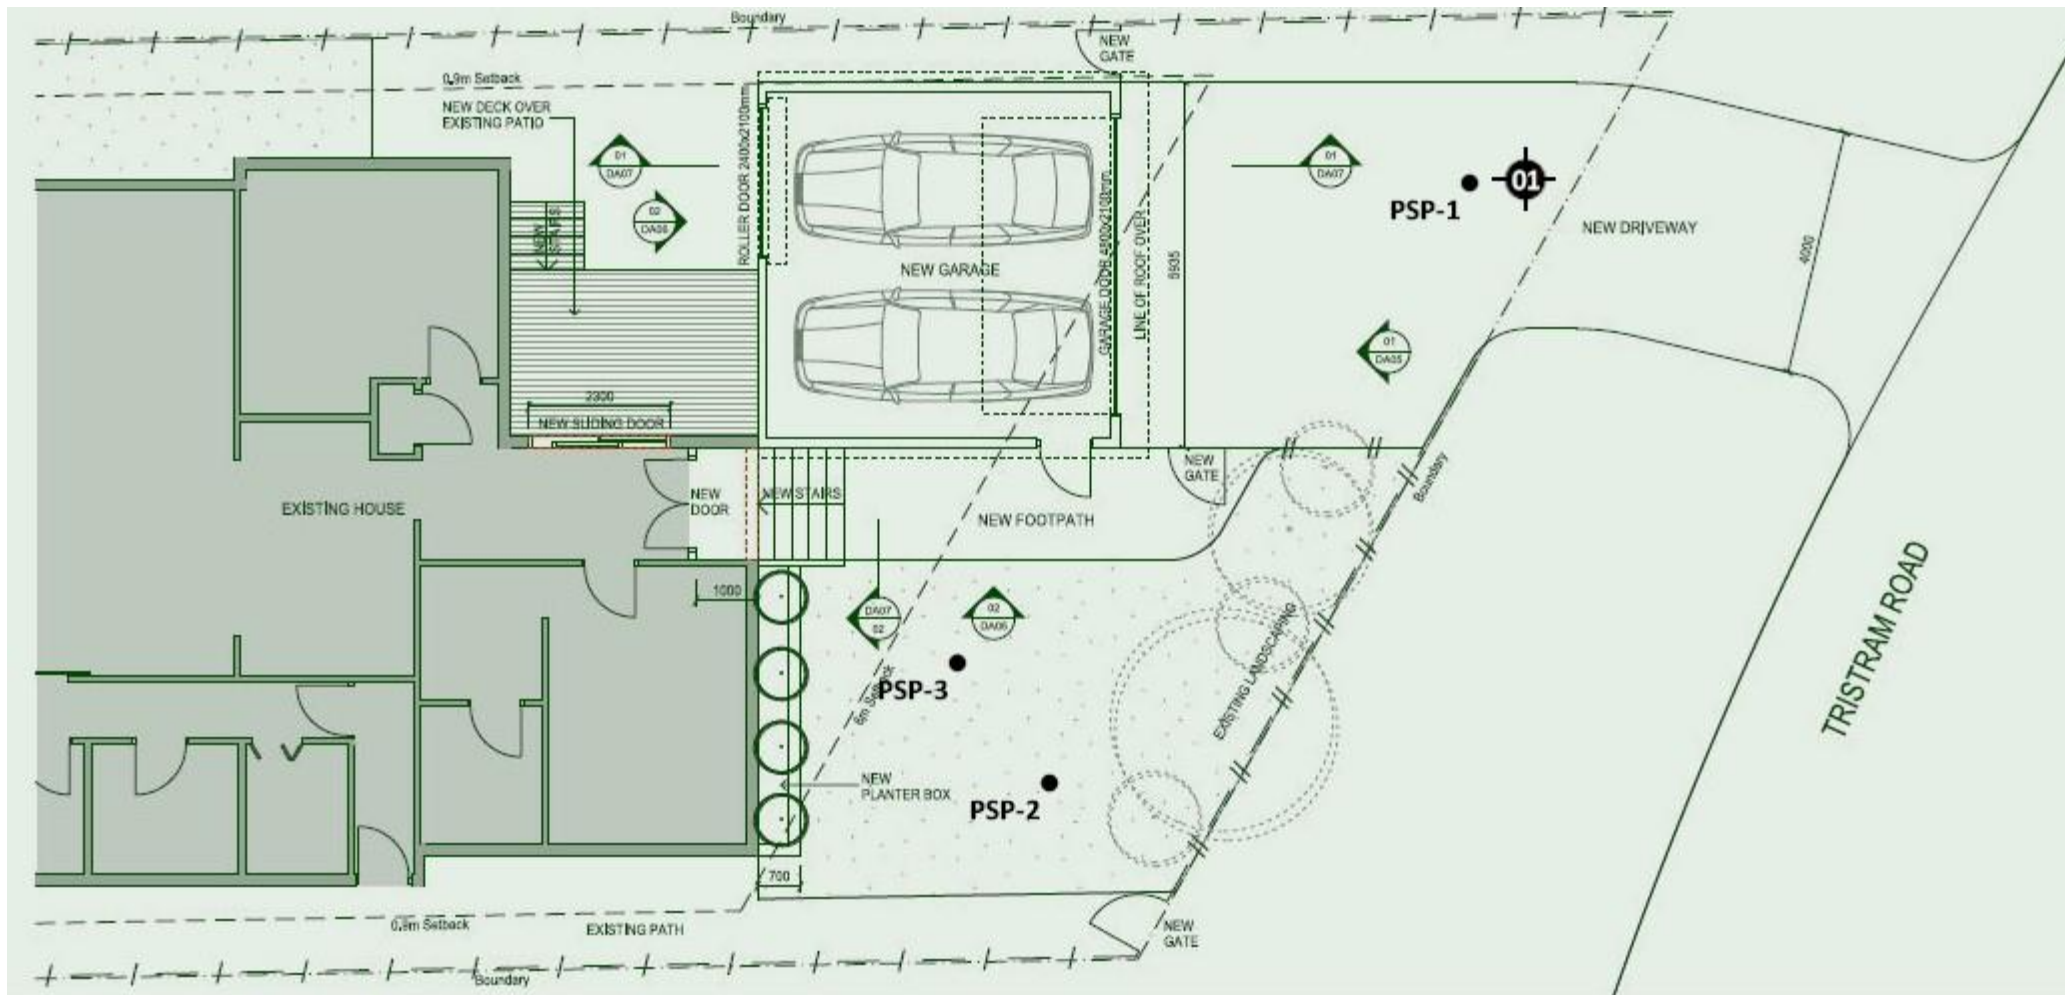 Boundary
NEW
GATE
0.9m Setback
NEW DECK OVER
EXISTING PATIO
ROLLER DOOR 2400x2100mm
01
DA07
02
DA06
NEW
STAIRS
NEW GARAGE
GARAGE DOOR 4800x2100mm
LINE OF ROOF OVER
5935
01
DA07
PSP-1
01
NEW DRIVEWAY
4000
01
DA05
2300
NEW SLIDING DOOR
EXISTING HOUSE
NEW
DOOR
NEW STAIRS
NEW FOOTPATH
NEW
GATE
Boundary
1000
DA07
02
02
DA06
PSP-3
6m Setback
EXISTING LANDSCAPING
TRISTRAM ROAD
NEW
PLANTER BOX
PSP-2
700
0.9m Setback
EXISTING PATH
NEW
GATE
Boundary